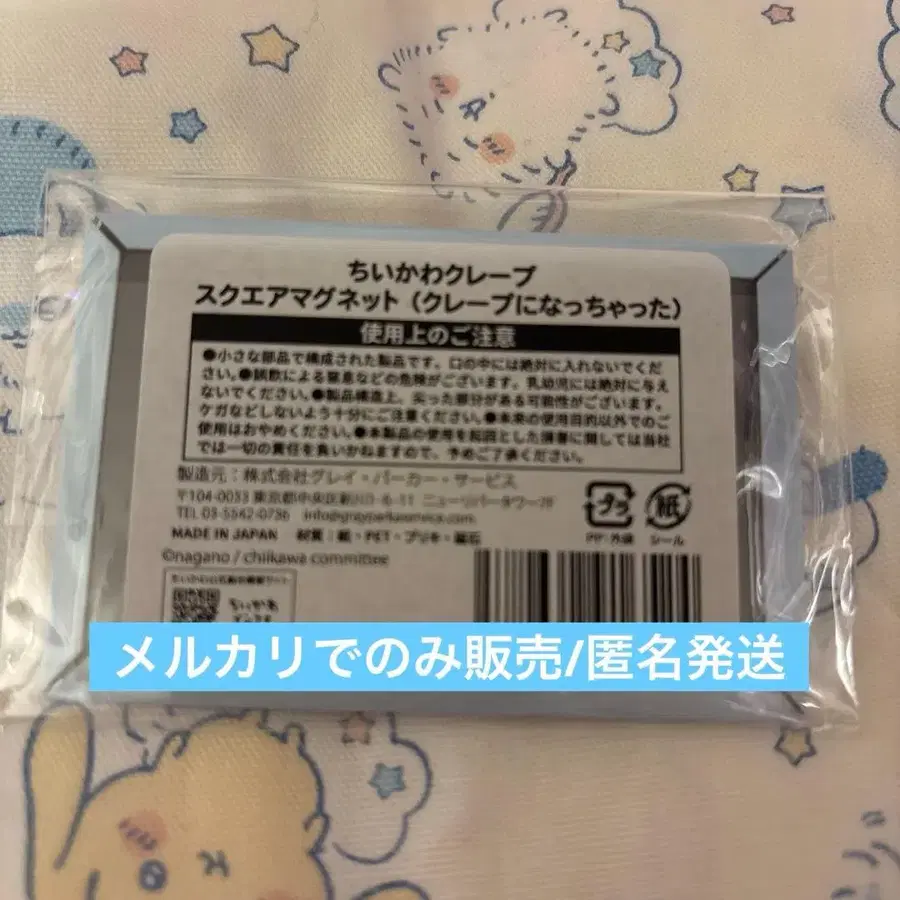 ちいかわクレープ
スクエアマグネット（クレープになっちゃった）
使用上のご注意
●小さな部品で構成された製品です。口の中には絶対に入れないでくだ
さい。●誤飲による窒息などの危険がございます。乳幼児には絶対に与え
ないでください。●製品構造上、尖った部分がある可能性がございます。
ケガなどしないよう十分にご注意ください。●本来の使用目的以外でのご
使用はおやめください。●本製品の使用を起因とした損害に関しては当社
では一切の責任を負いかねますので、予めご了承ください。
製造元：株式会社グレイ・パーカー・サービス
〒104-0033 東京都中央区新川1-6-11 ニューリバータワー7F
TEL 03-5542-0736
プラ
紙
MADE IN JAPAN 材質：紙・PET・ブリキ・磁石
PP：外袋
シール
©nagano / chiikawa committee
メルカリでのみ販売/匿名発送